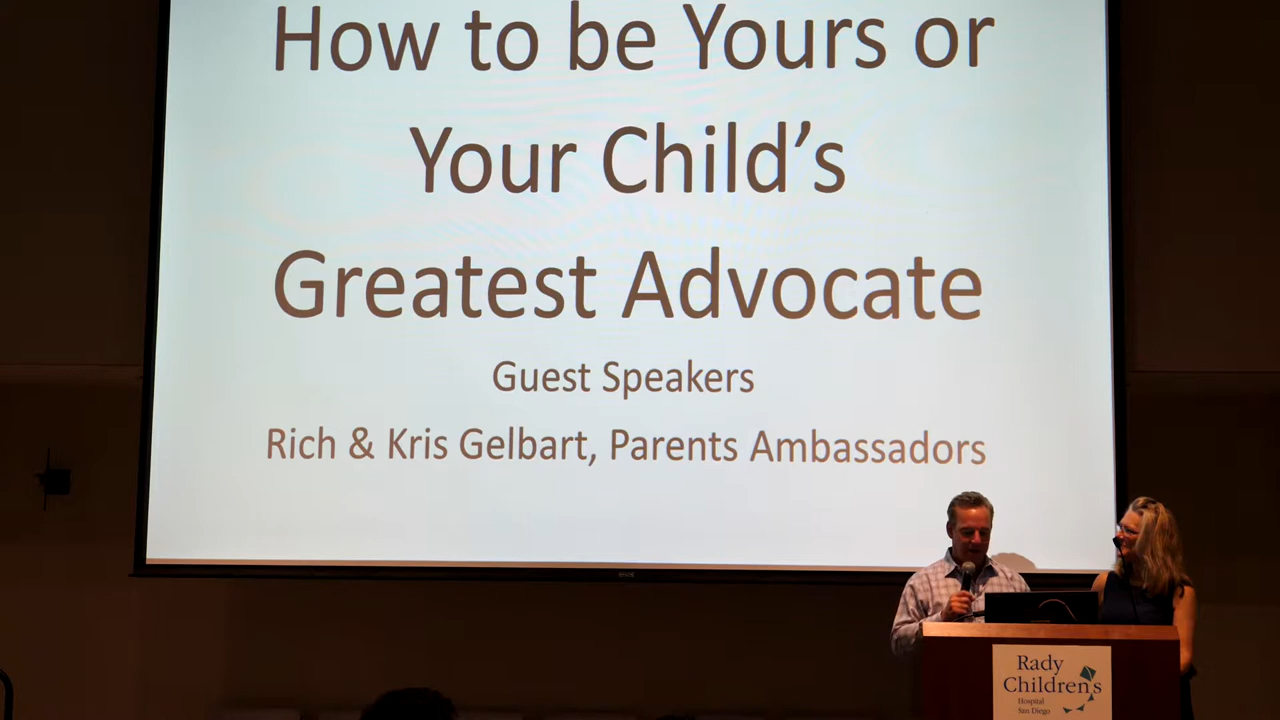 How to be Yours or
Your Child’s
Greatest Advocate
Guest Speakers
Rich & Kris Gelbart, Parents Ambassadors
Rady
Children's
Hospital
San Diego